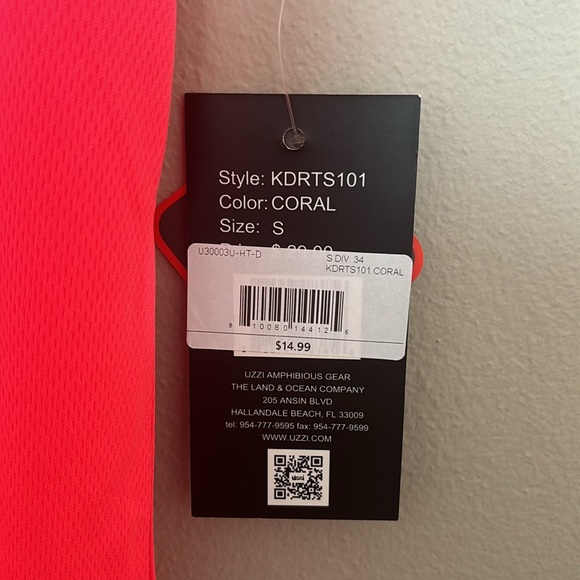 Style: KDRTS101
Color: CORAL
Size: S
U30003U-HT-D
S DIV: 34
KDRTS101 CORAL
8 10080 14412 6
$14.99
UZZI AMPHIBIOUS GEAR
THE LAND & OCEAN COMPANY
205 ANSIN BLVD
HALLANDALE BEACH, FL 33009
tel: 954-777-9595 fax: 954-777-9599
WWW.UZZI.COM
uzzi